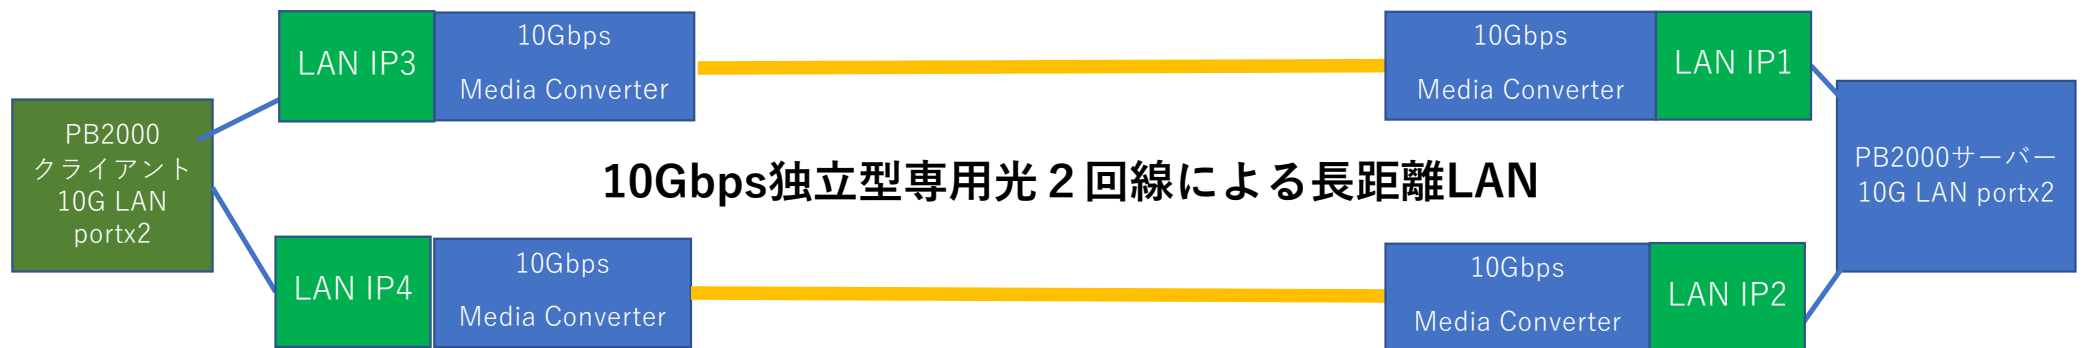 LAN IP3
10Gbps
Media Converter
10Gbps
Media Converter
LAN IP1
PB2000
クライアント
10G LAN
portx2
10Gbps独立型専用光２回線による長距離LAN
PB2000サーバー
10G LAN portx2
LAN IP4
10Gbps
Media Converter
10Gbps
Media Converter
LAN IP2